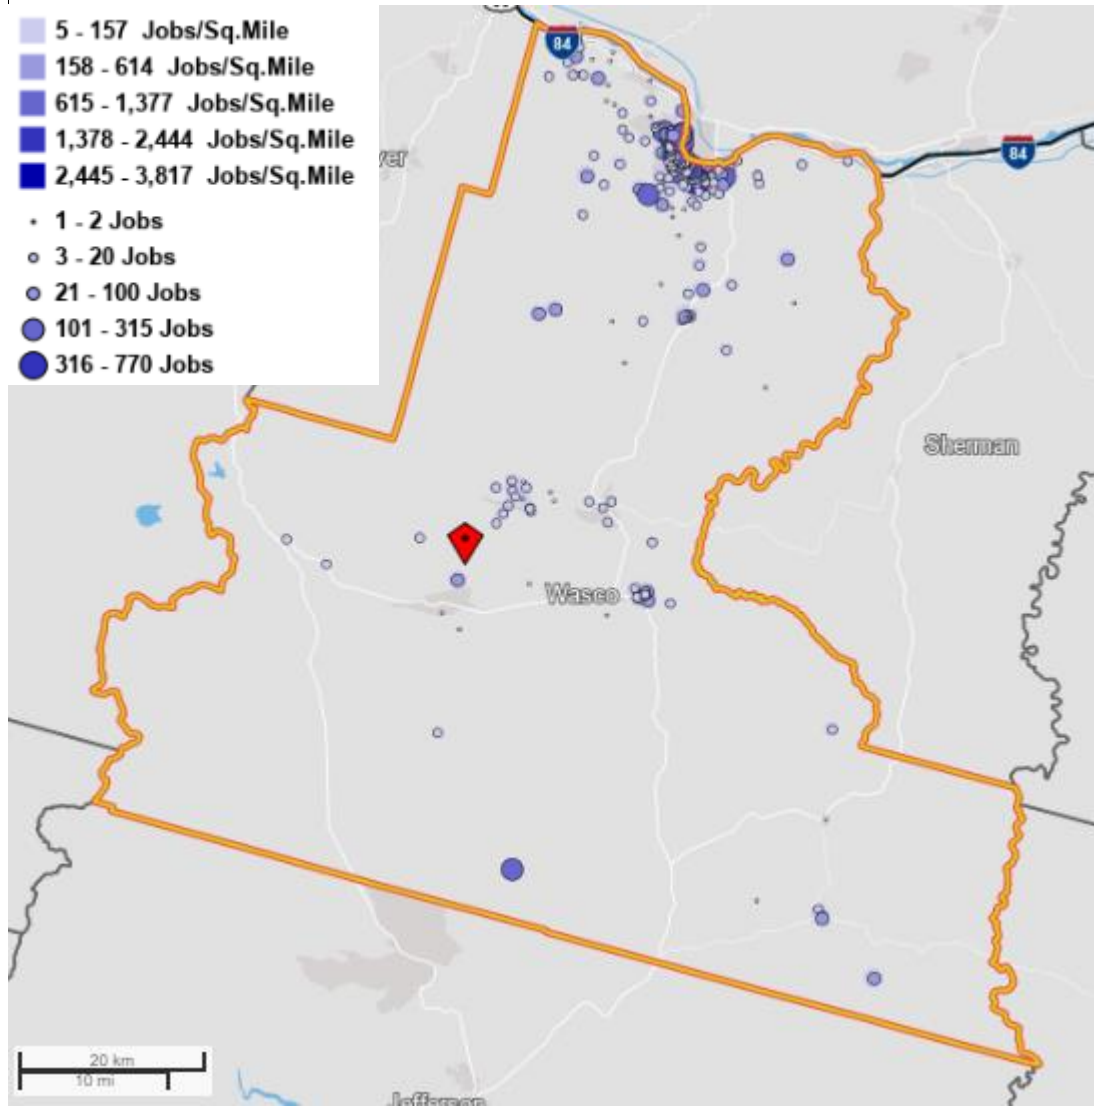 5 - 157 Jobs/Sq.Mile
158 - 614 Jobs/Sq.Mile
615 - 1,377 Jobs/Sq.Mile
1,378 - 2,444 Jobs/Sq.Mile
2,445 - 3,817 Jobs/Sq.Mile
1 - 2 Jobs
3 - 20 Jobs
21 - 100 Jobs
101 - 315 Jobs
316 - 770 Jobs
84
84
ver
Sherman
Wasco
20 km
10 mi
Jefferson